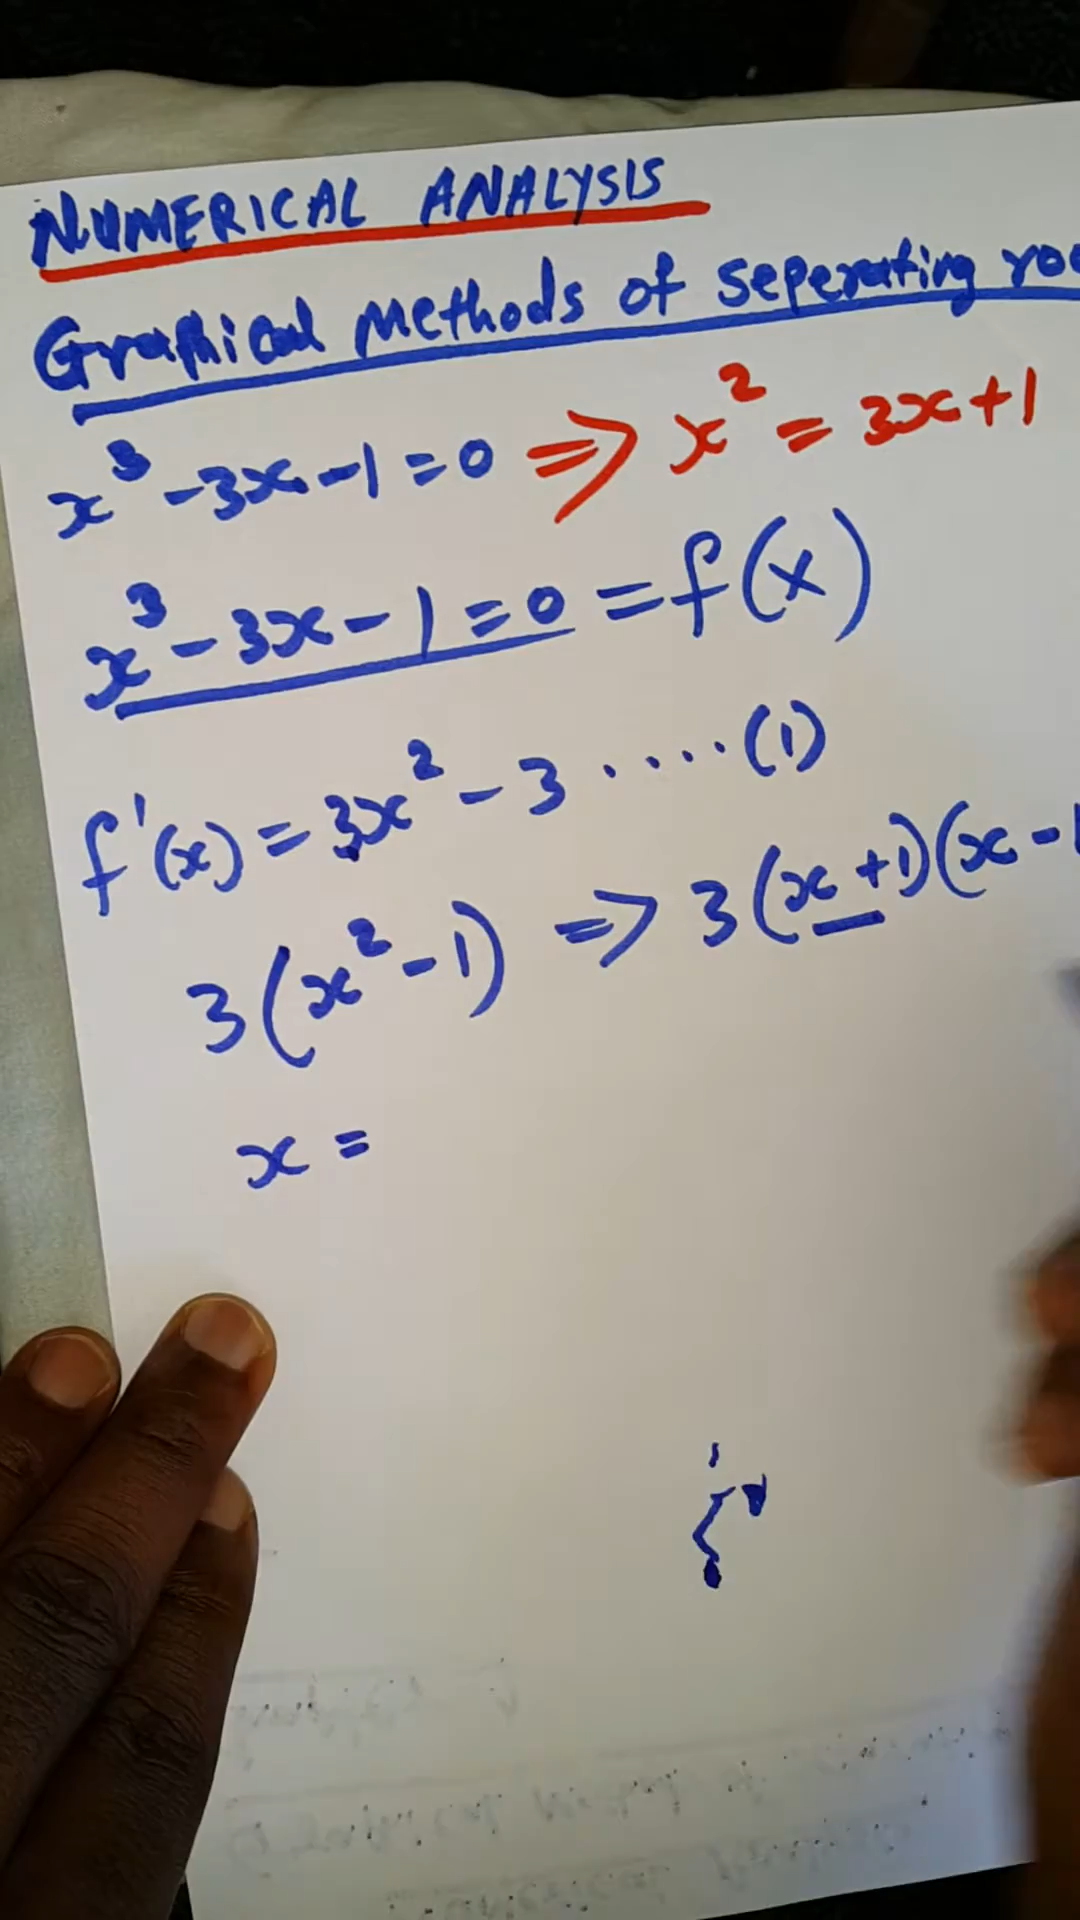 NUMERICAL ANALYSIS
Graphical methods of seperating
x³ - 3x - 1 = 0 => x² = 3x + 1
x³ - 3x - 1 = 0 = f(x)
f'(x) = 3x² - 3 ....(1)
3(x² - 1) => 3(x + 1)(x - 1
x =